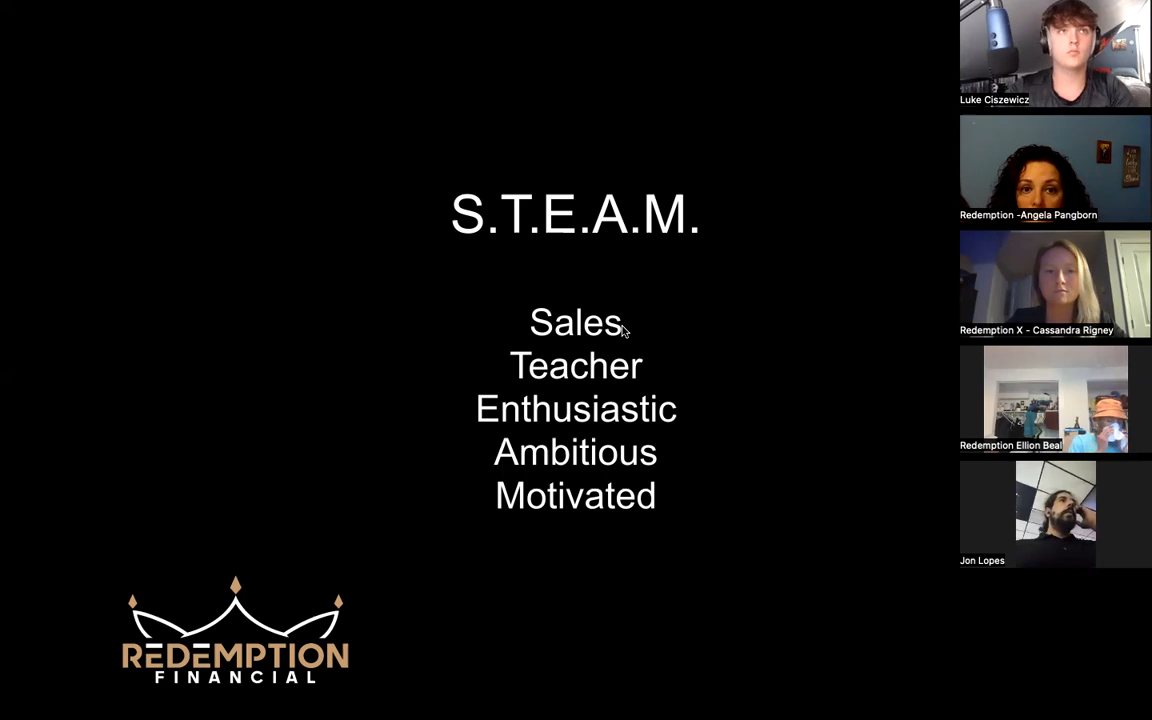 S.T.E.A.M.
Sales
Teacher
Enthusiastic
Ambitious
Motivated
REDEMPTION
FINANCIAL
Luke Ciszewicz
Redemption -Angela Pangborn
Redemption X - Cassandra Rigney
Redemption Ellion Beal
Jon Lopes